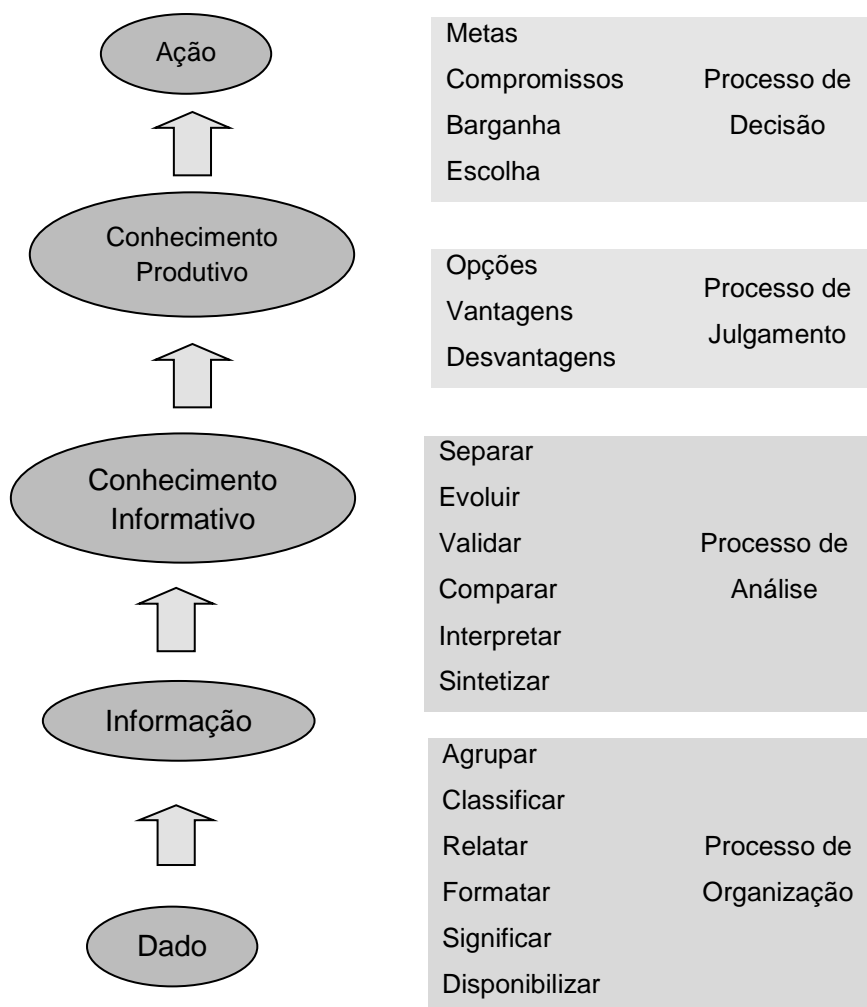 Ação
Metas
Compromissos
Barganha
Escolha
Processo de
Decisão
Conhecimento
Produtivo
Opções
Vantagens
Desvantagens
Processo de
Julgamento
Conhecimento
Informativo
Separar
Evoluir
Validar
Comparar
Interpretar
Sintetizar
Processo de
Análise
Informação
Agrupar
Classificar
Relatar
Formatar
Significar
Disponibilizar
Processo de
Organização
Dado